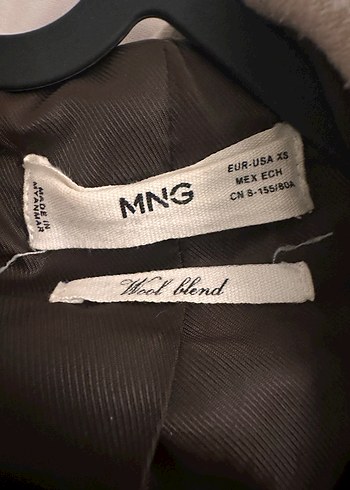 MADE IN
MYANMAR
MNG
EUR-USA XS
MEX ECH
CN S-155/80A
Wool blend